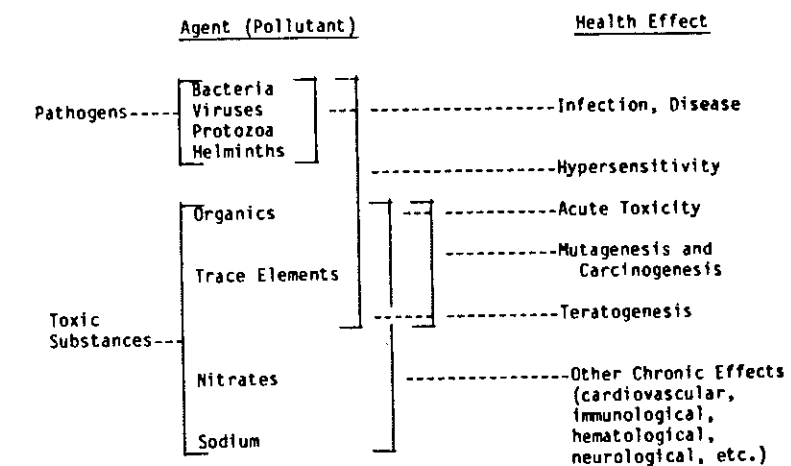 Agent (Pollutant)
Health Effect
Pathogens
Bacteria
Viruses
Protozoa
Helminths
Infection, Disease
Hypersensitivity
Toxic
Substances
Organics
Trace Elements
Nitrates
Sodium
Acute Toxicity
Mutagenesis and
Carcinogenesis
Teratogenesis
Other Chronic Effects
(cardiovascular,
immunological,
hematological,
neurological, etc.)